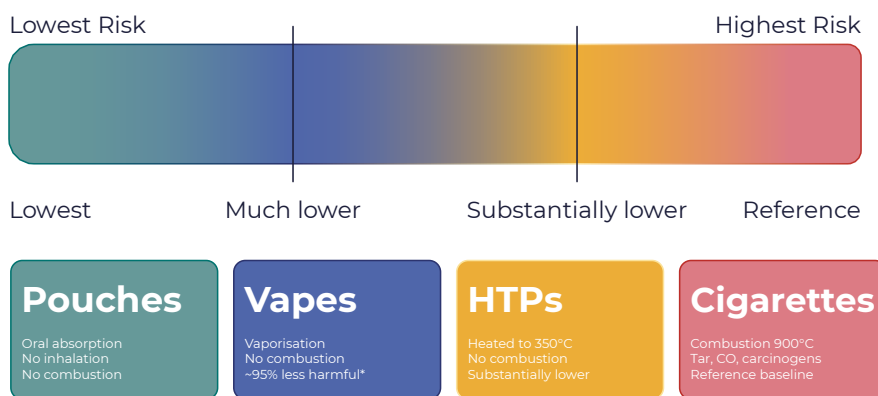 Lowest Risk
Highest Risk
Lowest
Much lower
Substantially lower
Reference
Pouches
Oral absorption
No inhalation
No combustion
Vapes
Vaporisation
No combustion
~95% less harmful*
HTPs
Heated to 350°C
No combustion
Substantially lower
Cigarettes
Combustion 900°C
Tar, CO, carcinogens
Reference baseline